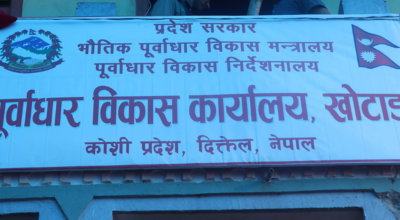 प्रदेश सरकार
भौतिक पूर्वाधार विकास मन्त्रालय
पूर्वाधार विकास निर्देशनालय
पूर्वाधार विकास कार्यालय, खोटाङ
कोशी प्रदेश, दिक्तेल, नेपाल